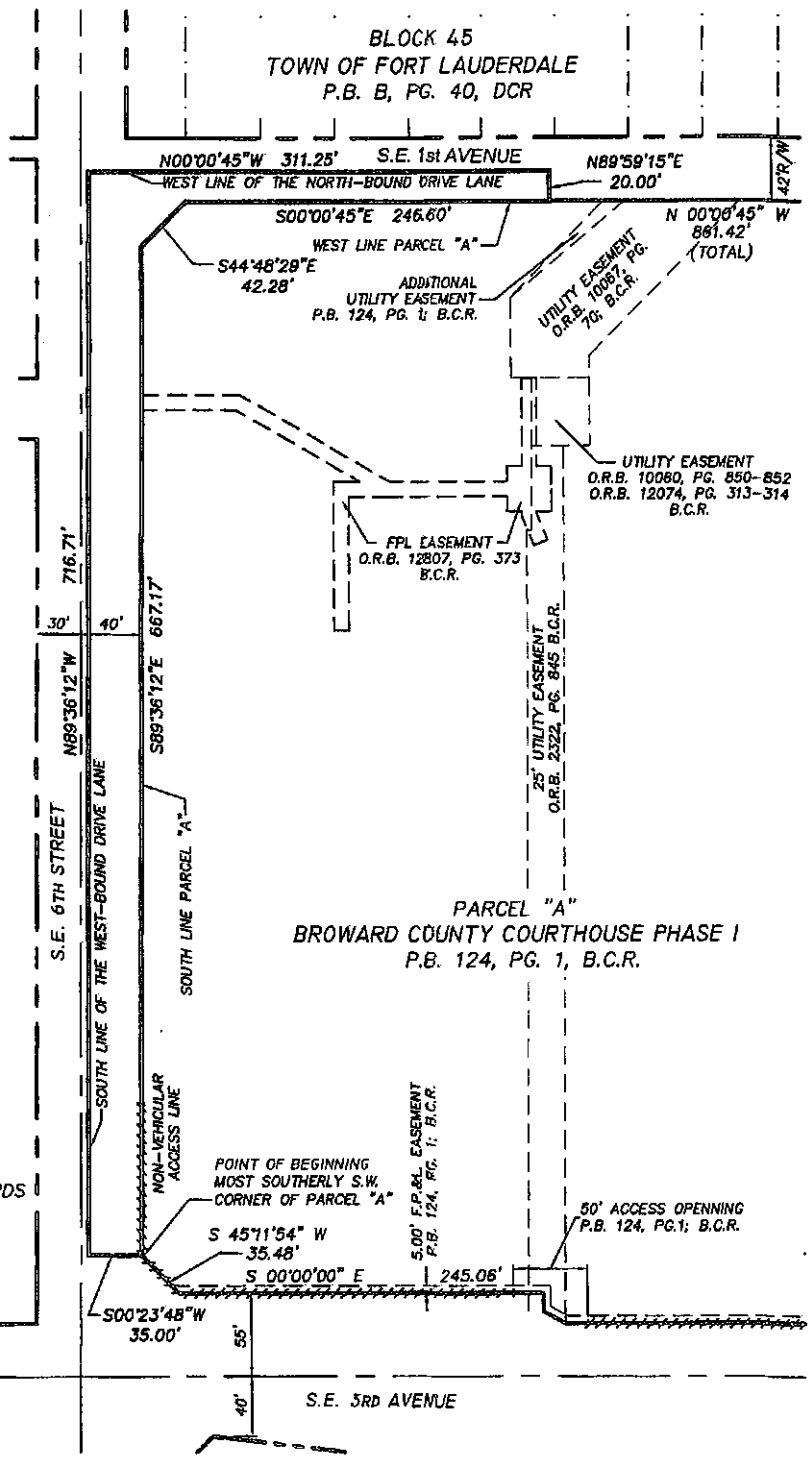 BLOCK 45
TOWN OF FORT LAUDERDALE
P.B. B, PG. 40, DCR
N00°00'45"W 311.25'
S.E. 1st AVENUE
N89°59'15"E
20.00'
42'R/W
WEST LINE OF THE NORTH-BOUND DRIVE LANE
S00°00'45"E 246.60'
N 00°00'45" W
861.42'
(TOTAL)
WEST LINE PARCEL "A"
S44°48'29"E
42.28'
ADDITIONAL
UTILITY EASEMENT
P.B. 124, PG. 1; B.C.R.
UTILITY EASEMENT
O.R.B. 10087, PG.
70; B.C.R.
UTILITY EASEMENT
O.R.B. 10080, PG. 850-852
O.R.B. 12074, PG. 313-314
B.C.R.
FPL EASEMENT
O.R.B. 12807, PG. 373
B.C.R.
716.71'
N89°36'12"W
30'
40'
S89°36'12"E 667.17'
25' UTILITY EASEMENT
O.R.B. 2322, PG. 845 B.C.R.
S.E. 6TH STREET
SOUTH LINE OF THE WEST-BOUND DRIVE LANE
SOUTH LINE PARCEL "A"
PARCEL "A"
BROWARD COUNTY COURTHOUSE PHASE I
P.B. 124, PG. 1, B.C.R.
NON-VEHICULAR
ACCESS LINE
5.00' F.P.&L. EASEMENT
P.B. 124, PG. 1; B.C.R.
POINT OF BEGINNING
MOST SOUTHERLY S.W.
CORNER OF PARCEL "A"
PDS
50' ACCESS OPENNING
P.B. 124, PG.1; B.C.R.
S 45°11'54" W
35.48'
S 00°00'00" E 245.06'
S00°23'48"W
35.00'
55'
40'
S.E. 3RD AVENUE